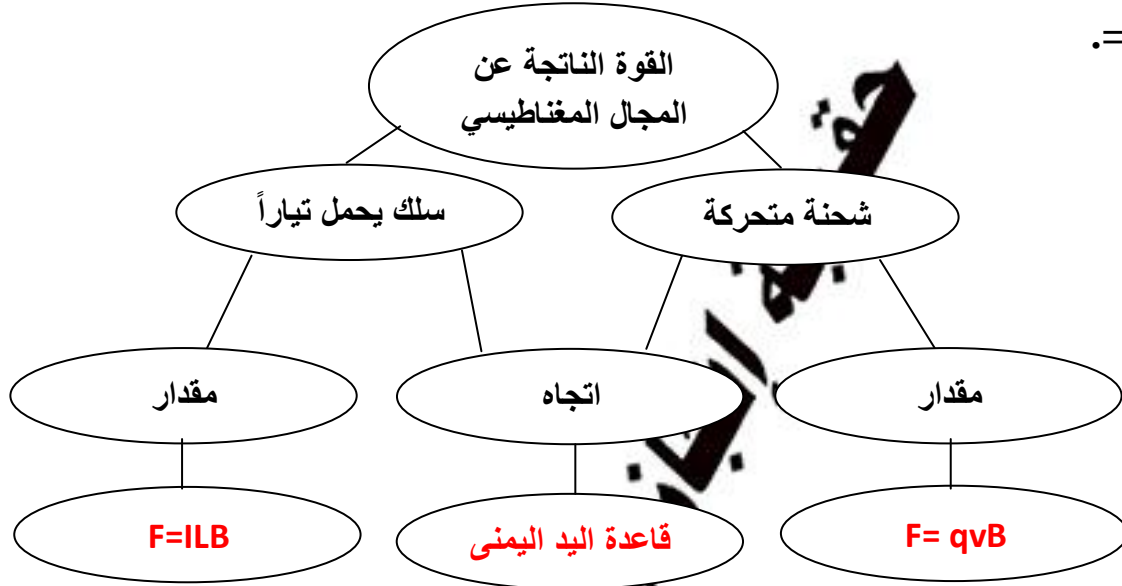 =.
القوة الناتجة عن
المجال المغناطيسي
شحنة متحركة
سلك يحمل تياراً
مقدار
اتجاه
مقدار
F= qvB
قاعدة اليد اليمنى
F=ILB